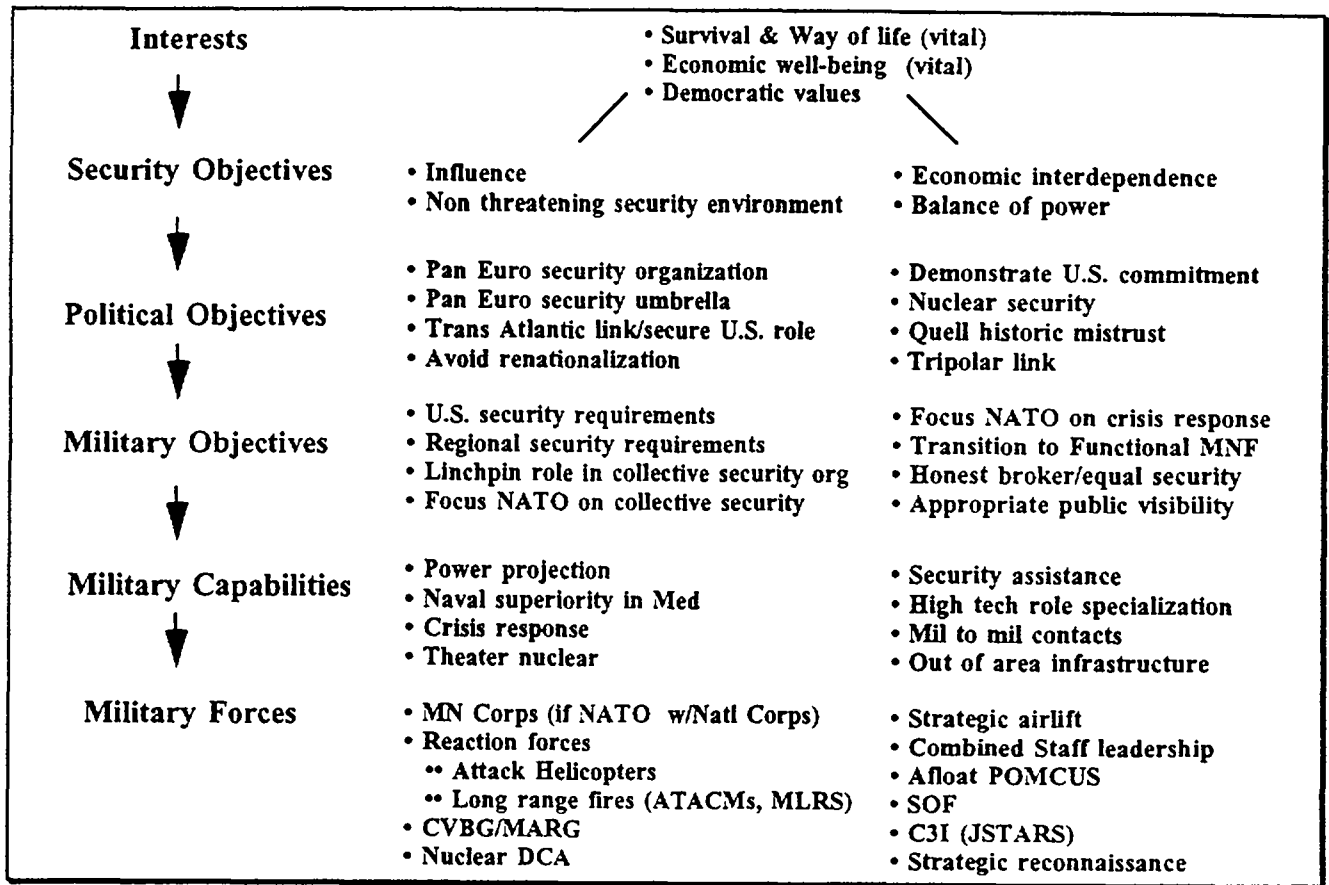 Interests
• Survival & Way of life (vital)
• Economic well-being (vital)
• Democratic values
Security Objectives
• Influence
• Non threatening security environment
• Economic interdependence
• Balance of power
Political Objectives
• Pan Euro security organization
• Pan Euro security umbrella
• Trans Atlantic link/secure U.S. role
• Avoid renationalization
• Demonstrate U.S. commitment
• Nuclear security
• Quell historic mistrust
• Tripolar link
Military Objectives
• U.S. security requirements
• Regional security requirements
• Linchpin role in collective security org
• Focus NATO on collective security
• Focus NATO on crisis response
• Transition to Functional MNF
• Honest broker/equal security
• Appropriate public visibility
Military Capabilities
• Power projection
• Naval superiority in Med
• Crisis response
• Theater nuclear
• Security assistance
• High tech role specialization
• Mil to mil contacts
• Out of area infrastructure
Military Forces
• MN Corps (if NATO w/Natl Corps)
• Reaction forces
•• Attack Helicopters
•• Long range fires (ATACMs, MLRS)
• CVBG/MARG
• Nuclear DCA
• Strategic airlift
• Combined Staff leadership
• Afloat POMCUS
• SOF
• C3I (JSTARS)
• Strategic reconnaissance